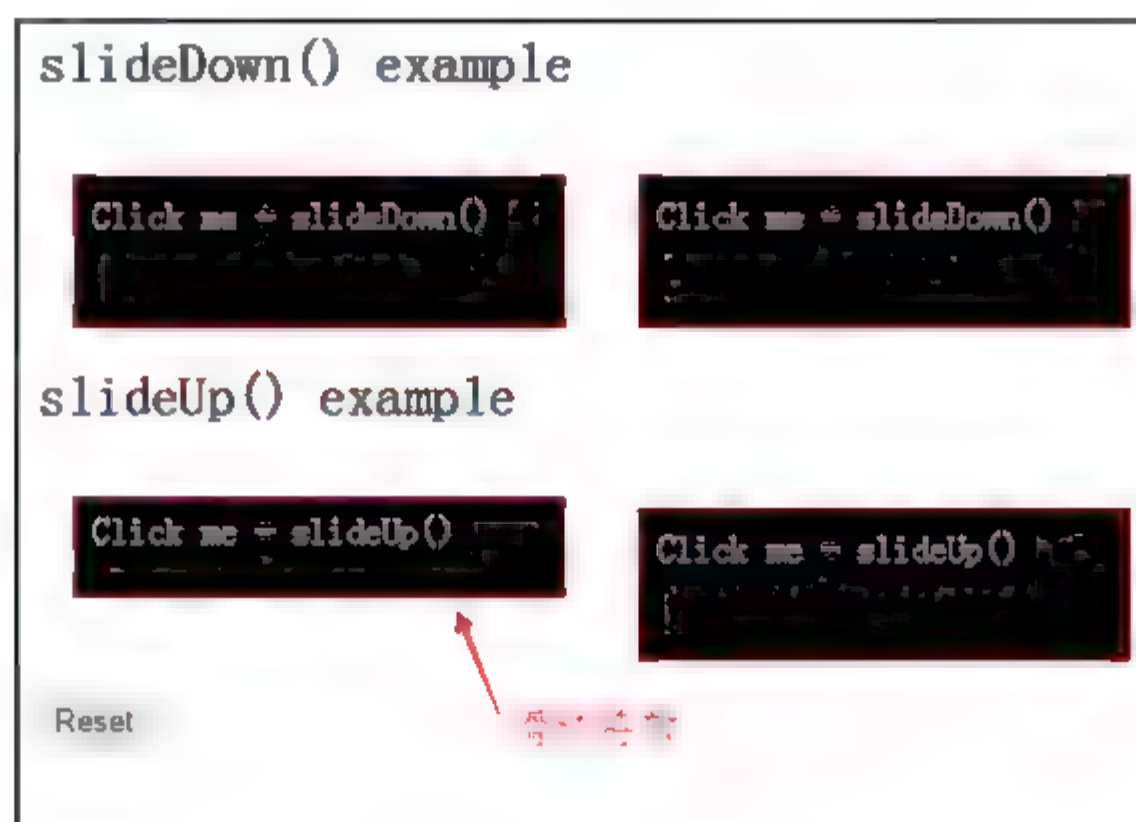 slideDown() example
Click me - slideDown()
Click me - slideDown()
slideUp() example
Click me - slideUp()
Click me - slideUp()
Reset